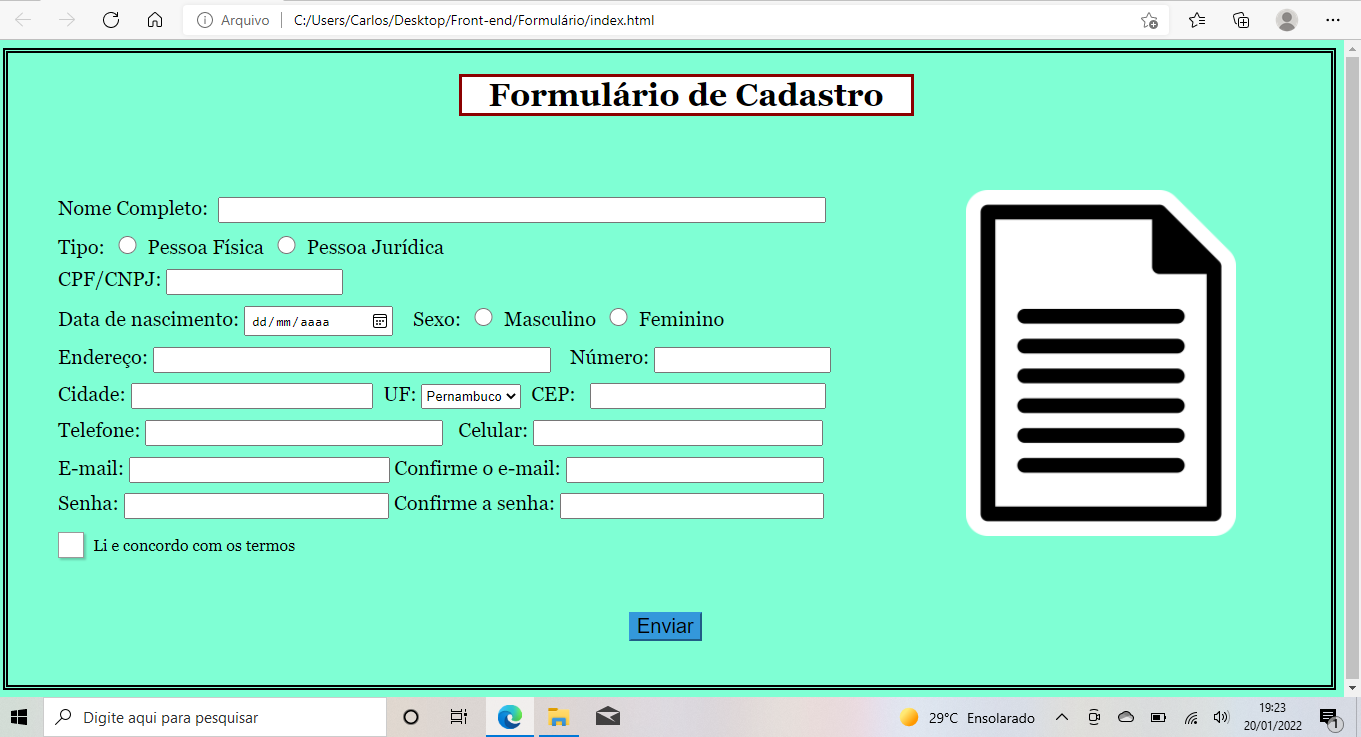 Arquivo C:/Users/Carlos/Desktop/Front-end/Formulário/index.html
Formulário de Cadastro
Nome Completo:
Tipo: Pessoa Física Pessoa Jurídica
CPF/CNPJ:
Data de nascimento: dd/mm/aaaa Sexo: Masculino Feminino
Endereço: Número:
Cidade: UF: Pernambuco CEP:
Telefone: Celular:
E-mail: Confirme o e-mail:
Senha: Confirme a senha:
Li e concordo com os termos
Enviar
Digite aqui para pesquisar 29°C Ensolarado 19:23
20/01/2022 1